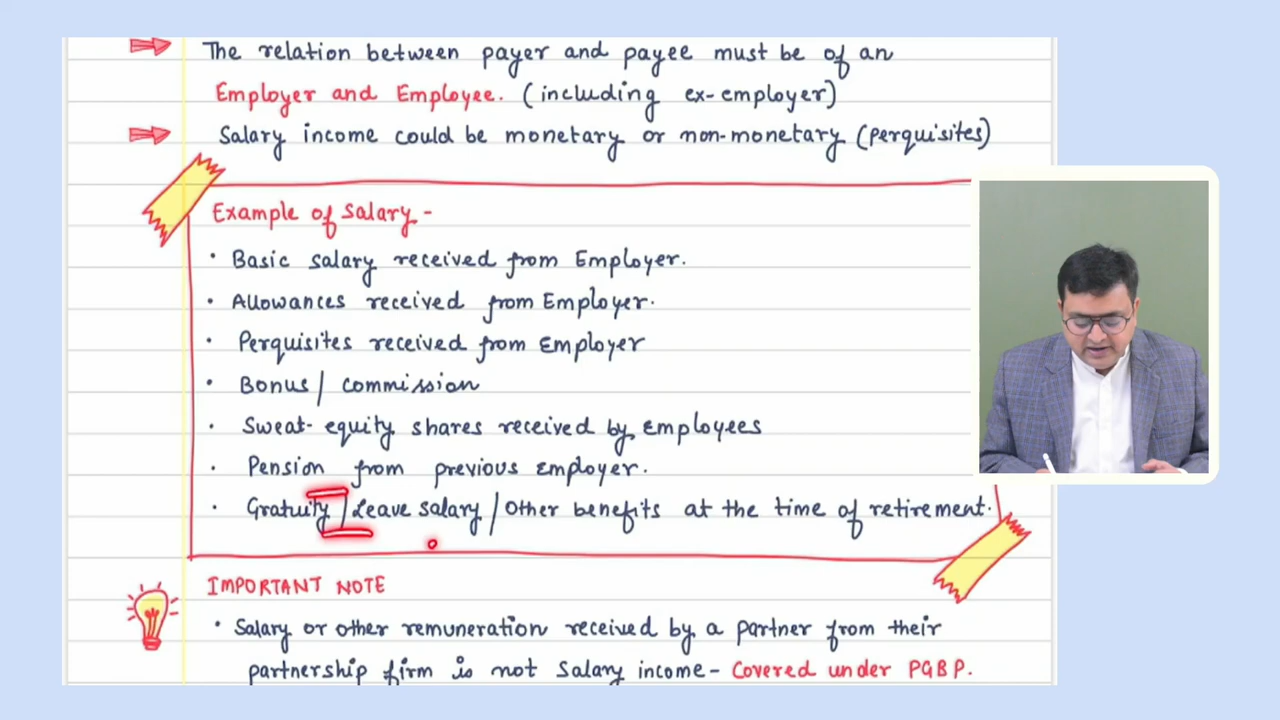 The relation between payer and payee must be of an
Employer and Employee. (including ex-employer)
Salary income could be monetary or non-monetary (perquisites)
Example of Salary -
• Basic salary received from Employer.
• Allowances received from Employer.
• Perquisites received from Employer
• Bonus / commission
• Sweat-equity shares received by employees
• Pension from previous employer.
• Gratuity / Leave salary / Other benefits at the time of retirement.
IMPORTANT NOTE
• Salary or other remuneration received by a partner from their
partnership firm is not salary income - Covered under PGBP.